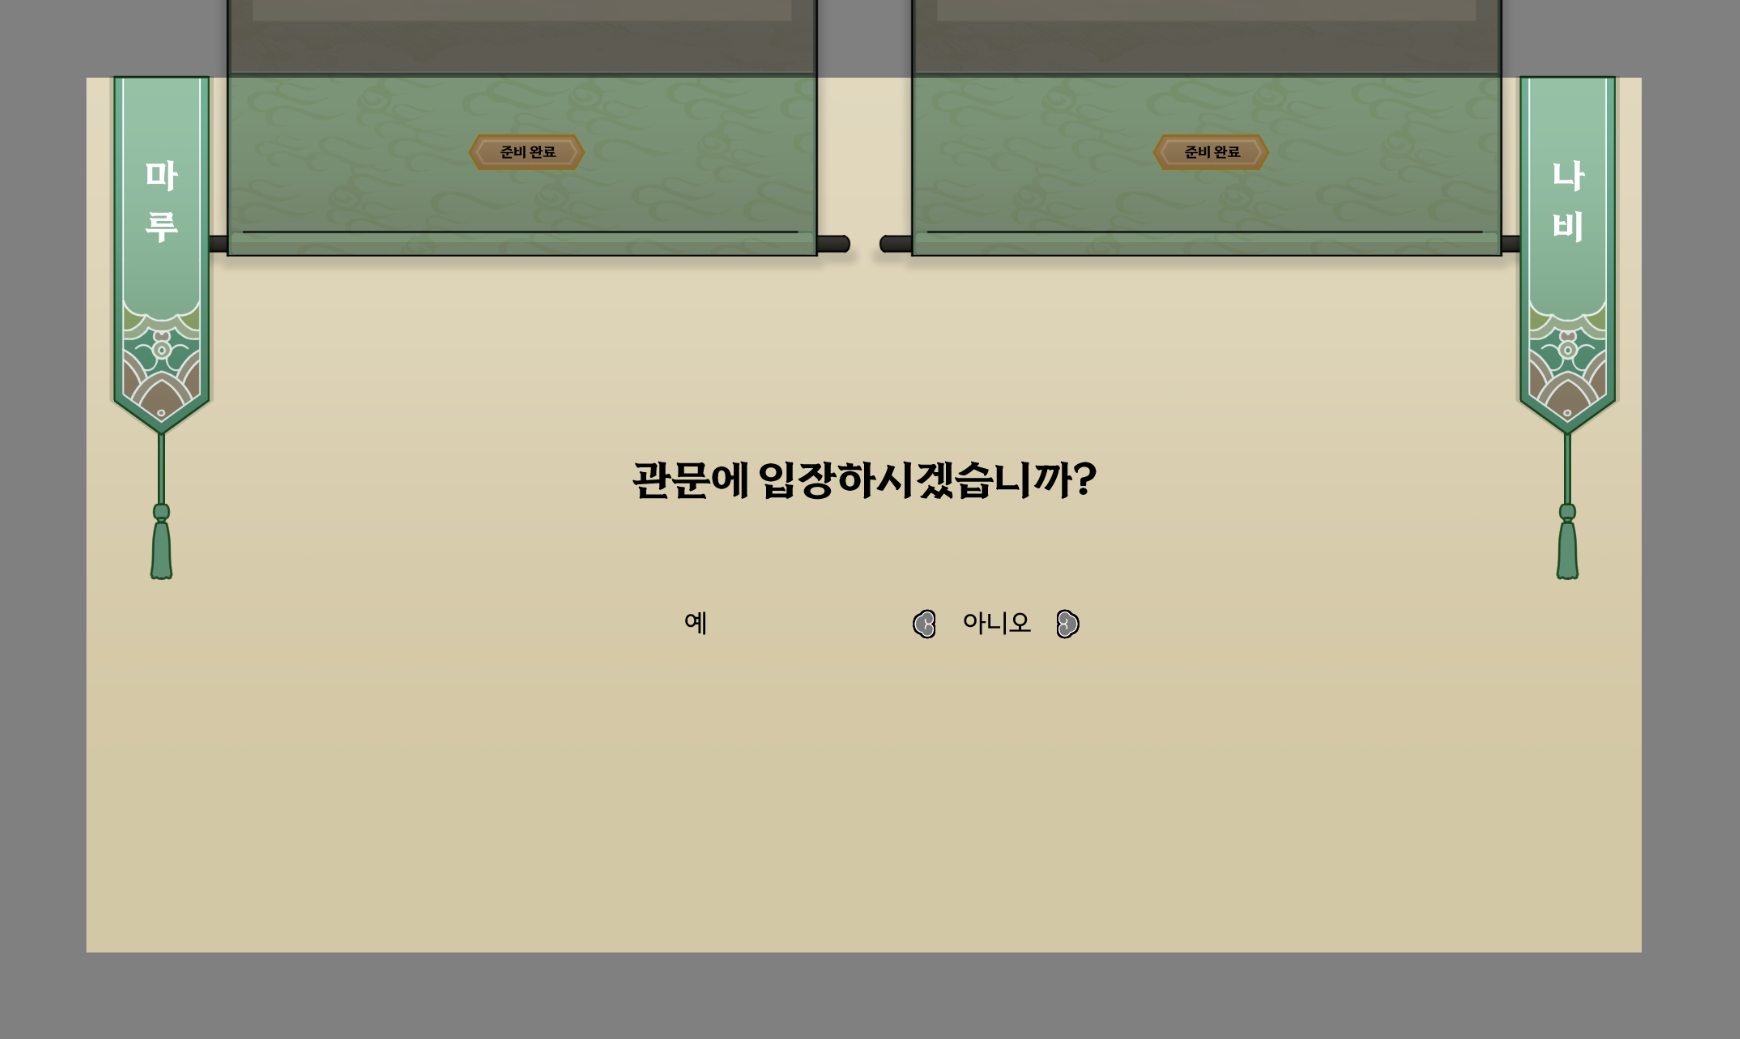 마루
준비 완료
준비 완료
나비
관문에 입장하시겠습니까?
예
아니오